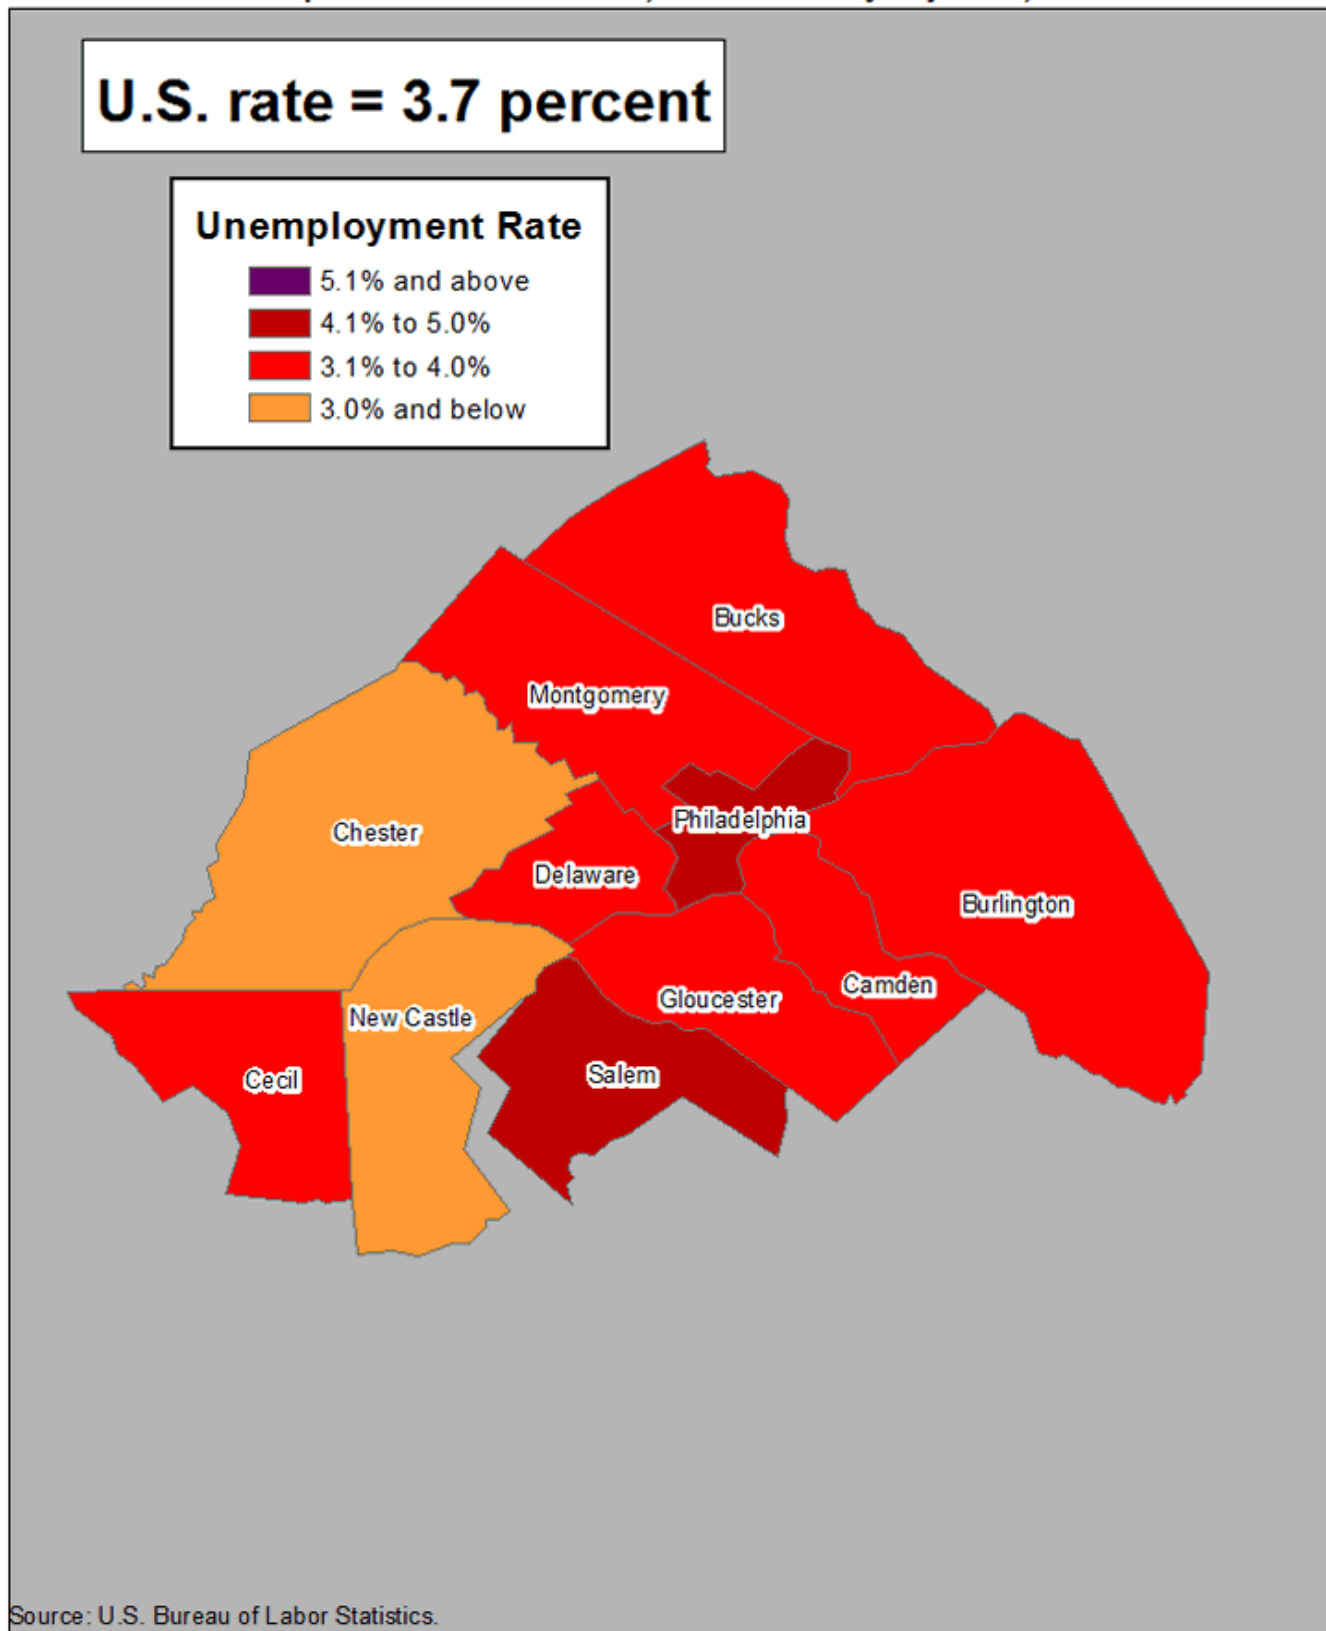 U.S. rate = 3.7 percent
Unemployment Rate
5.1% and above
4.1% to 5.0%
3.1% to 4.0%
3.0% and below
Bucks
Montgomery
Philadelphia
Chester
Delaware
Burlington
Camden
Gloucester
New Castle
Salem
Cecil
Source: U.S. Bureau of Labor Statistics.